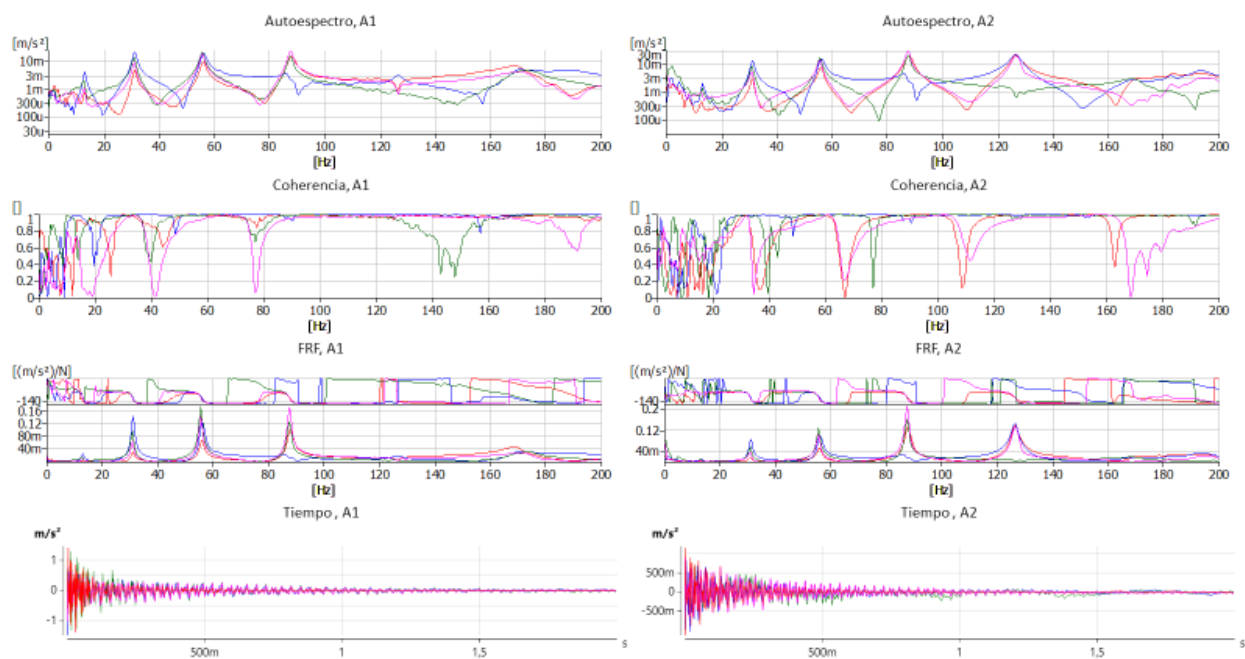 Autoespectro, A1
[m/s²]
10m
3m
1m
300u
100u
30u
0 20 40 60 80 100 120 140 160 180 200
[Hz]
Coherencia, A1
[]
1
0.8
0.6
0.4
0.2
0
0 20 40 60 80 100 120 140 160 180 200
[Hz]
FRF, A1
[(m/s²)/N]
-140
0.16
0.12
80m
40m
0 20 40 60 80 100 120 140 160 180 200
[Hz]
Tiempo , A1
m/s²
1
0
-1
500m 1 1,5 s
Autoespectro, A2
[m/s²]
30m
10m
3m
1m
300u
100u
0 20 40 60 80 100 120 140 160 180 200
[Hz]
Coherencia, A2
[]
1
0.8
0.6
0.4
0.2
0
0 20 40 60 80 100 120 140 160 180 200
[Hz]
FRF, A2
[(m/s²)/N]
-140
0.2
0.12
40m
0 20 40 60 80 100 120 140 160 180 200
[Hz]
Tiempo , A2
m/s²
500m
0
-500m
500m 1 1,5 s